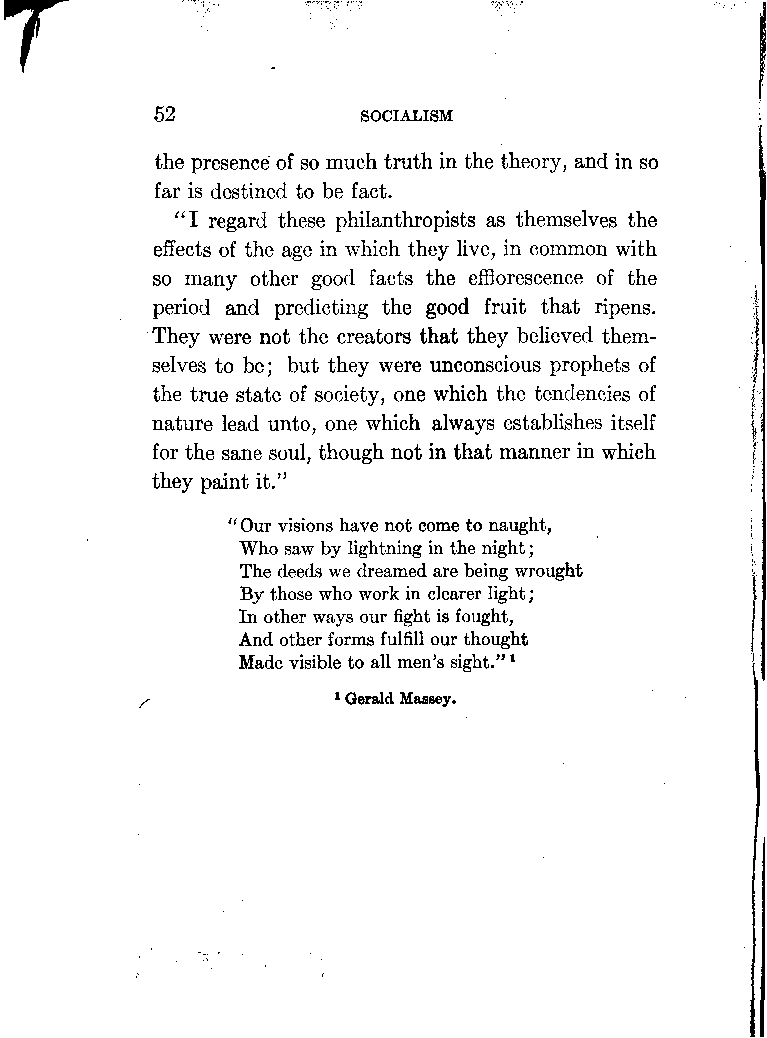 52 SOCIALISM
the presence of so much truth in the theory, and in so
far is destined to be fact.
"I regard these philanthropists as themselves the
effects of the age in which they live, in common with
so many other good facts the efflorescence of the
period and predicting the good fruit that ripens.
They were not the creators that they believed them-
selves to be; but they were unconscious prophets of
the true state of society, one which the tendencies of
nature lead unto, one which always establishes itself
for the sane soul, though not in that manner in which
they paint it."
"Our visions have not come to naught,
Who saw by lightning in the night;
The deeds we dreamed are being wrought
By those who work in clearer light;
In other ways our fight is fought,
And other forms fulfill our thought
Made visible to all men's sight." ¹
¹ Gerald Massey.